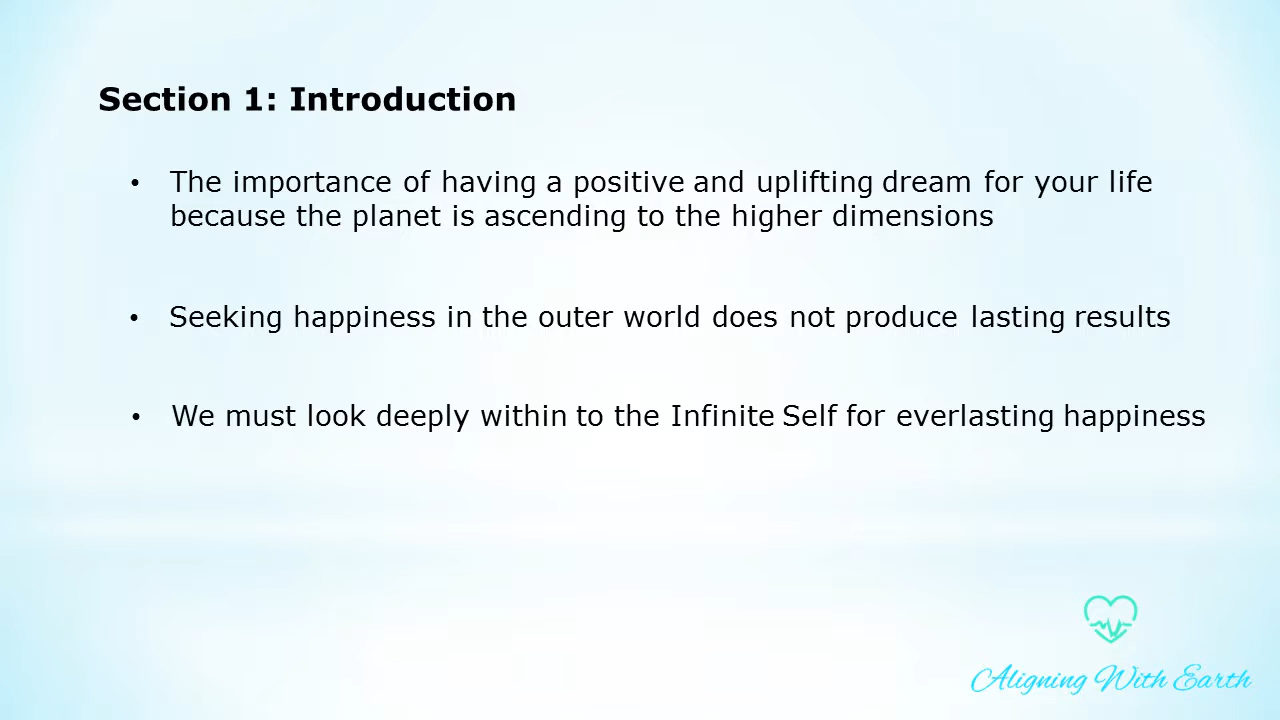 Section 1: Introduction
• The importance of having a positive and uplifting dream for your life
because the planet is ascending to the higher dimensions
• Seeking happiness in the outer world does not produce lasting results
• We must look deeply within to the Infinite Self for everlasting happiness
Aligning With Earth